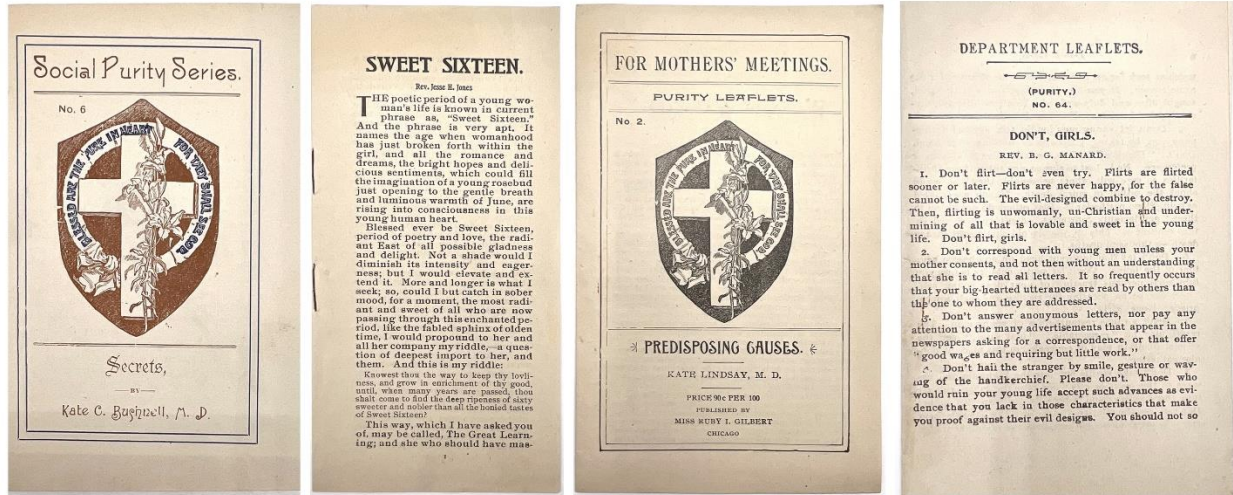 Social Purity Series.
No. 6
BLESSED ARE THE PURE IN HEART
FOR THEY SHALL SEE GOD
Secrets,
BY
Kate C. Bushnell, M. D.
SWEET SIXTEEN.
Rev. Jesse H. Jones
THE poetic period of a young wo-
man's life is known in current
phrase as, "Sweet Sixteen."
And the phrase is very apt. It
names the age when womanhood
has just broken forth within the
girl, and all the romance and
dreams, the bright hopes and deli-
cious sentiments, which could fill
the imagination of a young rosebud
just opening to the gentle breath
and luminous warmth of June, are
rising into consciousness in this
young human heart.
Blessed ever be Sweet Sixteen,
period of poetry and love, the radi-
ant East of all possible gladness
and delight. Not a shade would I
diminish its intensity and eager-
ness; but I would elevate and ex-
tend it. More and longer is what I
seek; so, could I but catch in sober
mood, for a moment, the most radi-
ant and sweet of all who are now
passing through this enchanted pe-
riod, like the fabled sphinx of olden
time, I would propound to her and
all her company my riddle,—a ques-
tion of deepest import to her, and
them. And this is my riddle:
Knowest thou the way to keep thy lovli-
ness, and grow in enrichment of thy good,
until, when many years are passed, thou
shalt come to find the deep ripeness of sixty
sweeter and nobler than all the honied tastes
of Sweet Sixteen?
This way, which I have asked you
of, may be called, The Great Learn-
ing; and she who should have mas-
FOR MOTHERS' MEETINGS.
PURITY LEAFLETS.
No. 2.
BLESSED ARE THE PURE IN HEART
FOR THEY SHALL SEE GOD
PREDISPOSING CAUSES.
KATE LINDSAY, M. D.
PRICE 90c PER 100
PUBLISHED BY
MISS RUBY I. GILBERT
CHICAGO
DEPARTMENT LEAFLETS.
(PURITY.)
NO. 64.
DON'T, GIRLS.
REV. B. G. MANARD.
1. Don't flirt—don't even try. Flirts are flirted
sooner or later. Flirts are never happy, for the false
cannot be such. The evil-designed combine to destroy.
Then, flirting is unwomanly, un-Christian and under-
mining of all that is lovable and sweet in the young
life. Don't flirt, girls.
2. Don't correspond with young men unless your
mother consents, and not then without an understanding
that she is to read all letters. It so frequently occurs
that your big-hearted utterances are read by others than
the one to whom they are addressed.
3. Don't answer anonymous letters, nor pay any
attention to the many advertisements that appear in the
newspapers asking for a correspondence, or that offer
"good wages and requiring but little work."
Don't hail the stranger by smile, gesture or wav-
ing of the handkerchief. Please don't. Those who
would ruin your young life accept such advances as evi-
dence that you lack in those characteristics that make
you proof against their evil designs. You should not so